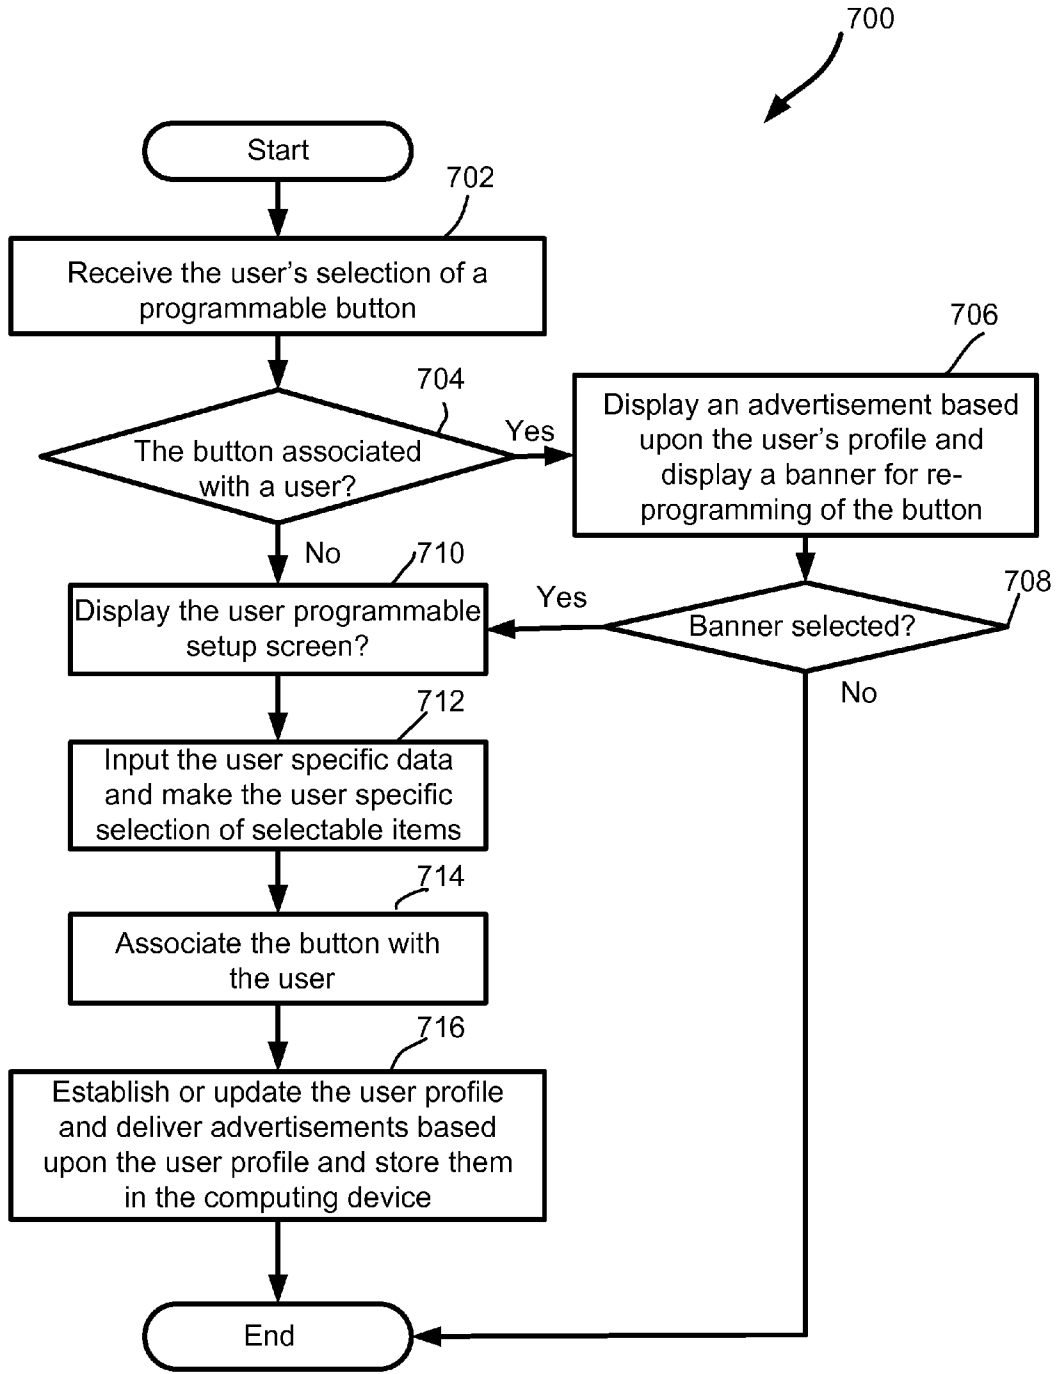 700
Start
702
Receive the user's selection of a
programmable button
704
The button associated
with a user?
Yes
706
Display an advertisement based
upon the user's profile and
display a banner for re-
programming of the button
No
708
Banner selected?
Yes
No
710
Display the user programmable
setup screen?
712
Input the user specific data
and make the user specific
selection of selectable items
714
Associate the button with
the user
716
Establish or update the user profile
and deliver advertisements based
upon the user profile and store them
in the computing device
End